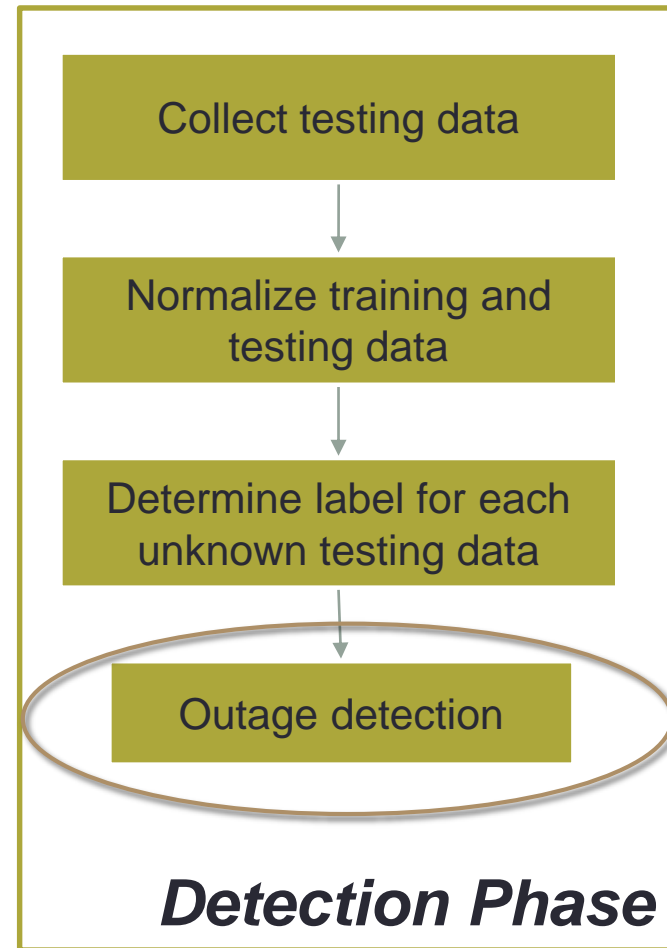 Collect testing data
Normalize training and
testing data
Determine label for each
unknown testing data
Outage detection
Detection Phase